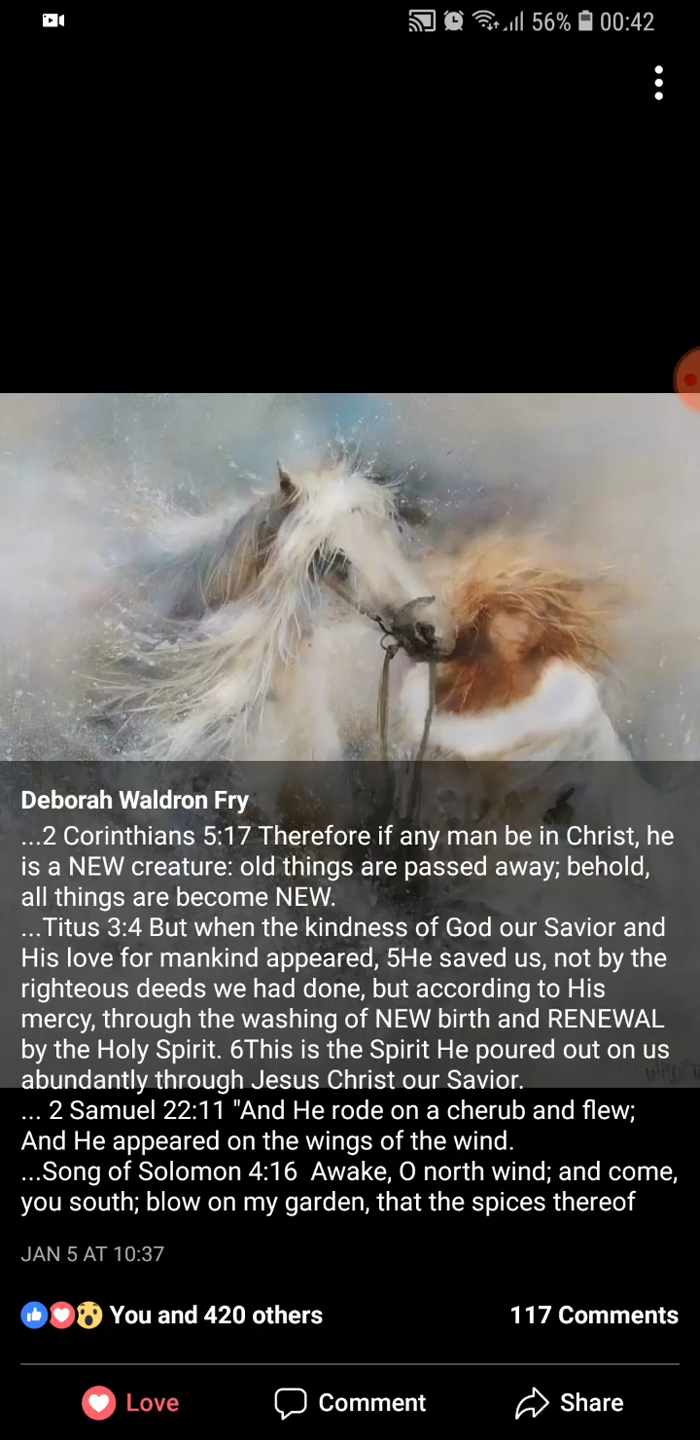 56% 00:42
Deborah Waldron Fry
...2 Corinthians 5:17 Therefore if any man be in Christ, he
is a NEW creature: old things are passed away; behold,
all things are become NEW.
...Titus 3:4 But when the kindness of God our Savior and
His love for mankind appeared, 5He saved us, not by the
righteous deeds we had done, but according to His
mercy, through the washing of NEW birth and RENEWAL
by the Holy Spirit. 6This is the Spirit He poured out on us
abundantly through Jesus Christ our Savior.
... 2 Samuel 22:11 "And He rode on a cherub and flew;
And He appeared on the wings of the wind.
...Song of Solomon 4:16  Awake, O north wind; and come,
you south; blow on my garden, that the spices thereof
JAN 5 AT 10:37
You and 420 others 117 Comments
Love Comment Share